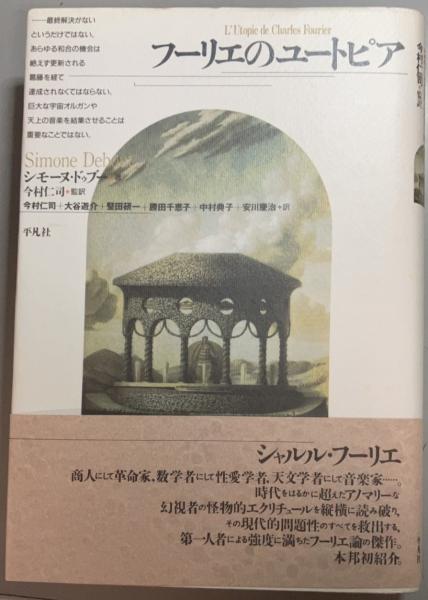 ……最終解決がない
というだけではない。
あらゆる和合の機会は
絶えず更新される
葛藤を経て
達成されなくてはならない。
巨大な宇宙オルガンや
天上の音楽を結集させることは
重要なことではない。
L'Utopie de Charles Fourier
フーリエのユートピア
Simone Debout
シモーヌ・ドゥブー
今村仁司・監訳
今村仁司+大谷遊介+堅田研一+勝田千恵子+中村典子+安川慶治・訳
平凡社
シャルル・フーリエ
商人にして革命家、数学者にして性愛学者、天文学者にして音楽家……。
時代をはるかに超えたアノマリーな
幻視者の怪物的エクリチュールを縦横に読み破り、
その現代的問題性のすべてを救出する、
第一人者による強度に満ちたフーリエ論の傑作。
本邦初紹介。
平凡社